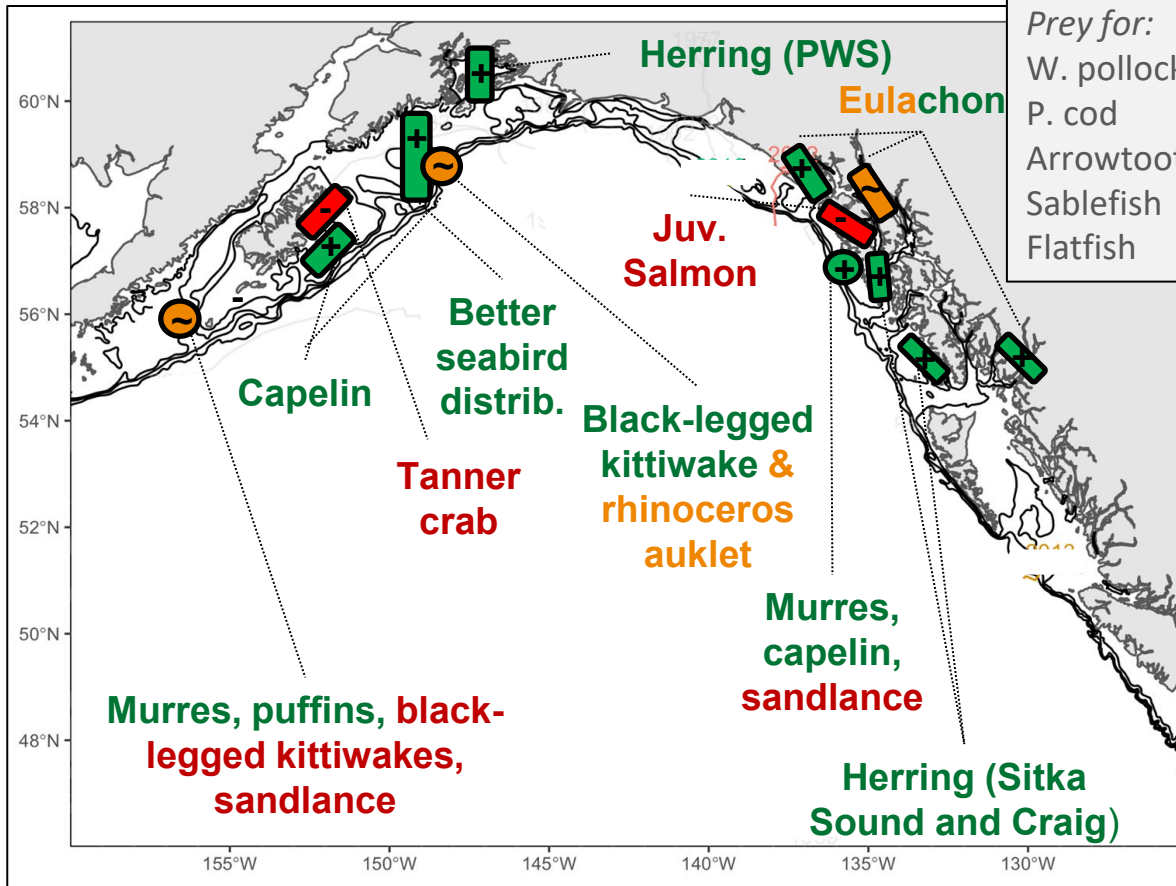 Prey for:
W. pollock
P. cod
Arrowtoot
Sablefish
Flatfish
1977
Herring (PWS)
Eulachon
60°N
58°N
56°N
54°N
52°N
50°N
48°N
+
+
~
-
+
-
~
+
~
-
+
+
+
+
Juv.
Salmon
Better
seabird
distrib.
Capelin
Tanner
crab
Black-legged
kittiwake &
rhinoceros
auklet
Murres,
capelin,
sandlance
Murres, puffins, black-
legged kittiwakes,
sandlance
Herring (Sitka
Sound and Craig)
155°W
150°W
145°W
140°W
135°W
130°W